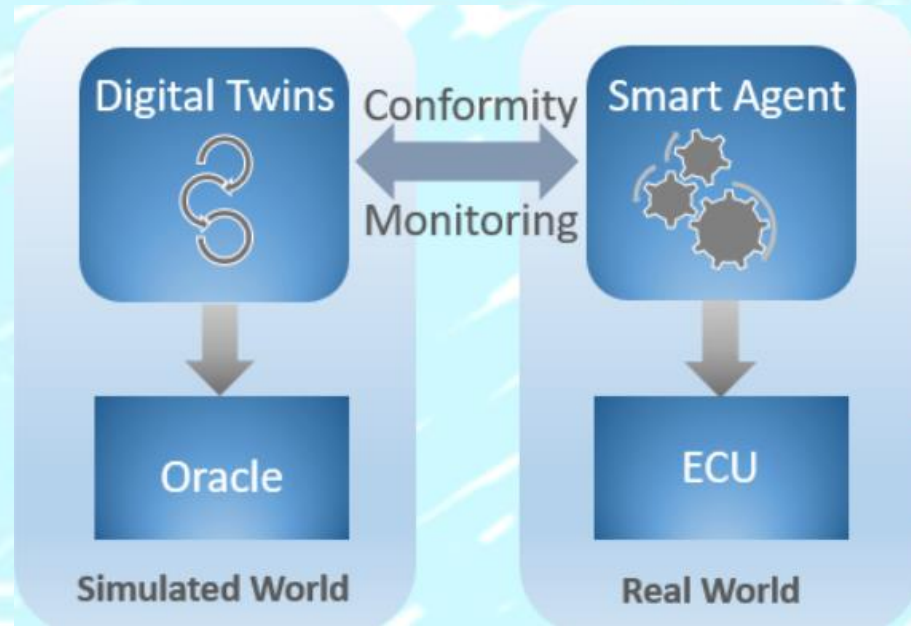 Digital Twins
Conformity
Monitoring
Smart Agent
Oracle
ECU
Simulated World
Real World